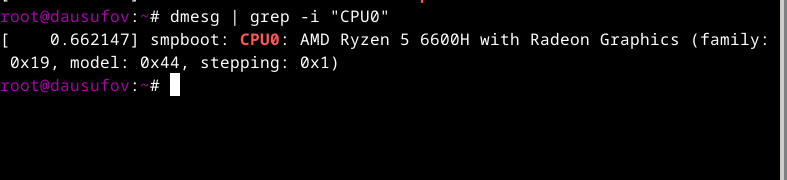 root@dausufov:~# dmesg | grep -i "CPU0"
[    0.662147] smpboot: CPU0: AMD Ryzen 5 6600H with Radeon Graphics (family:
 0x19, model: 0x44, stepping: 0x1)
root@dausufov:~#